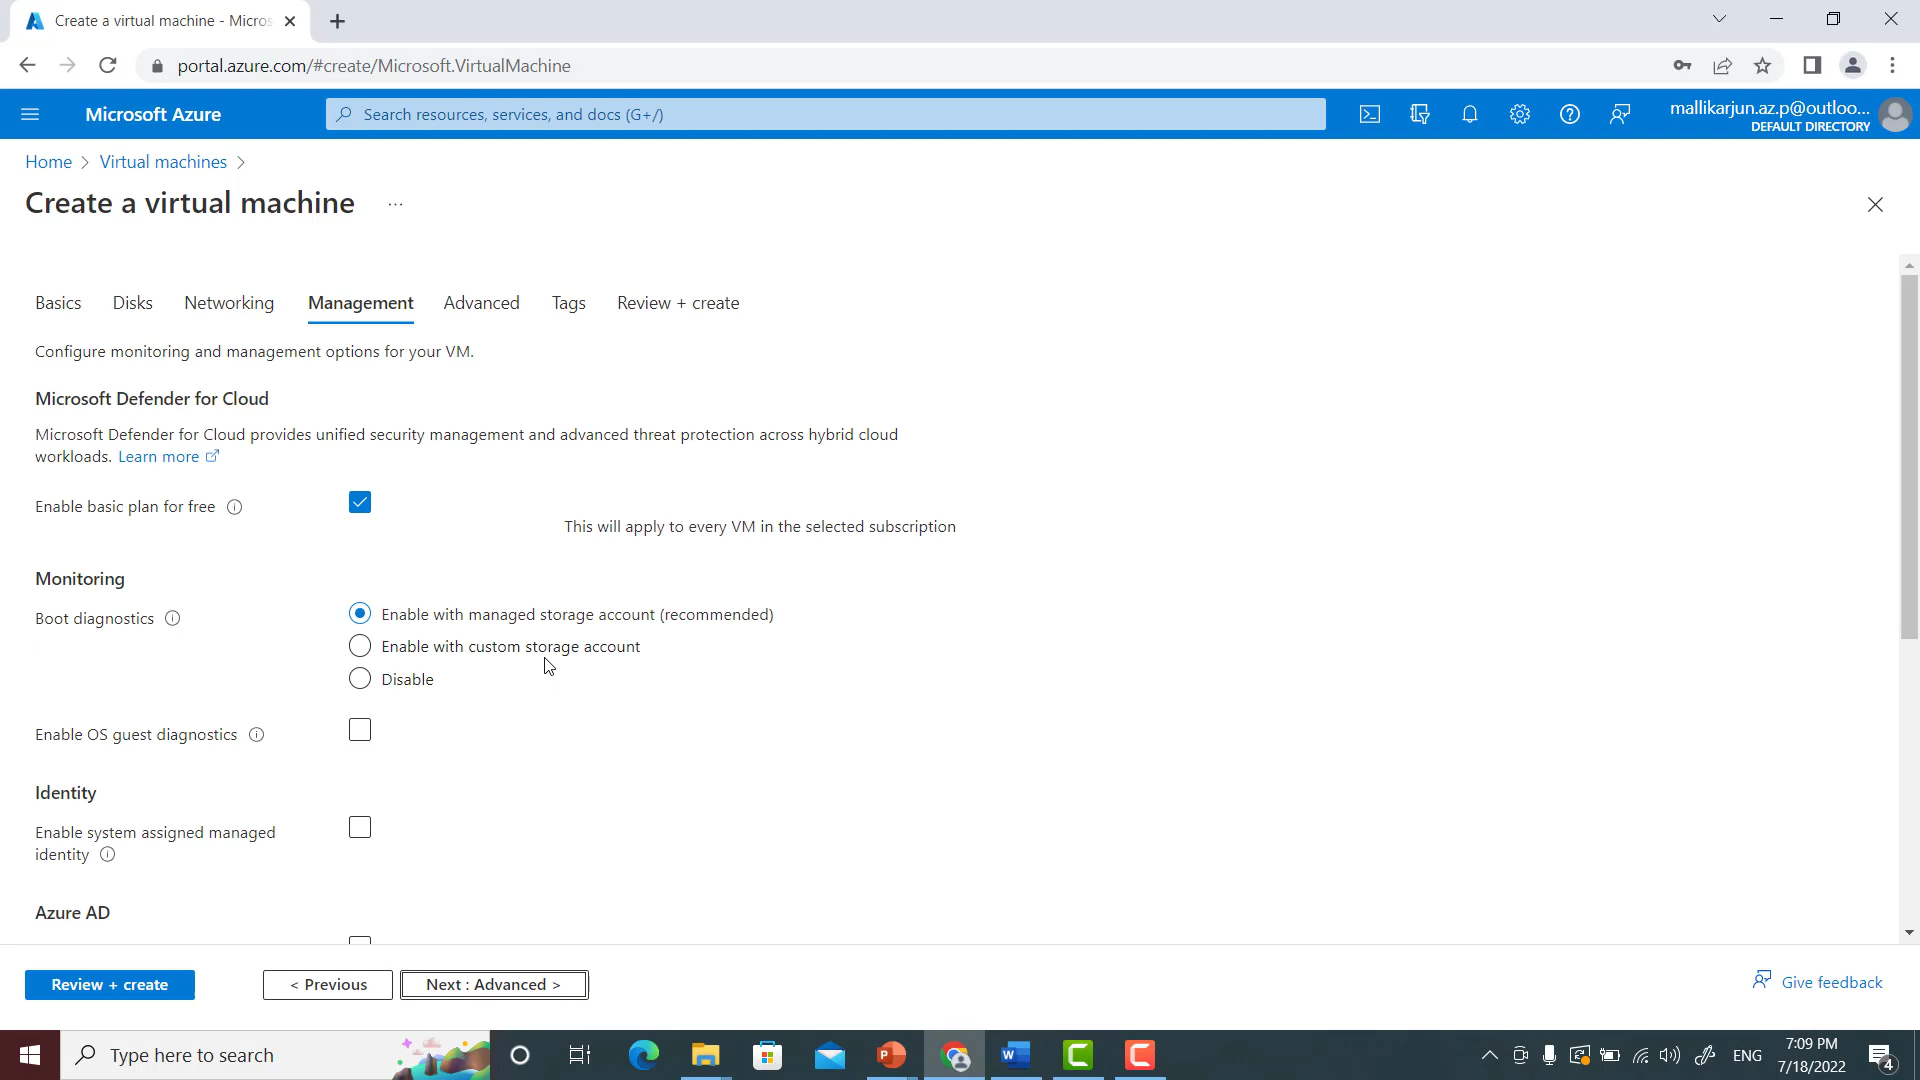 Create a virtual machine - Micros
portal.azure.com/#create/Microsoft.VirtualMachine
Microsoft Azure
Search resources, services, and docs (G+/)
mallikarjun.az.p@outloo...
DEFAULT DIRECTORY
Home > Virtual machines >
Create a virtual machine ...
Basics Disks Networking Management Advanced Tags Review + create
Configure monitoring and management options for your VM.
Microsoft Defender for Cloud
Microsoft Defender for Cloud provides unified security management and advanced threat protection across hybrid cloud
workloads. Learn more
Enable basic plan for free
This will apply to every VM in the selected subscription
Monitoring
Boot diagnostics
Enable with managed storage account (recommended)
Enable with custom storage account
Disable
Enable OS guest diagnostics
Identity
Enable system assigned managed
identity
Azure AD
Review + create
< Previous
Next : Advanced >
Give feedback
Type here to search
ENG
7:09 PM
7/18/2022
4